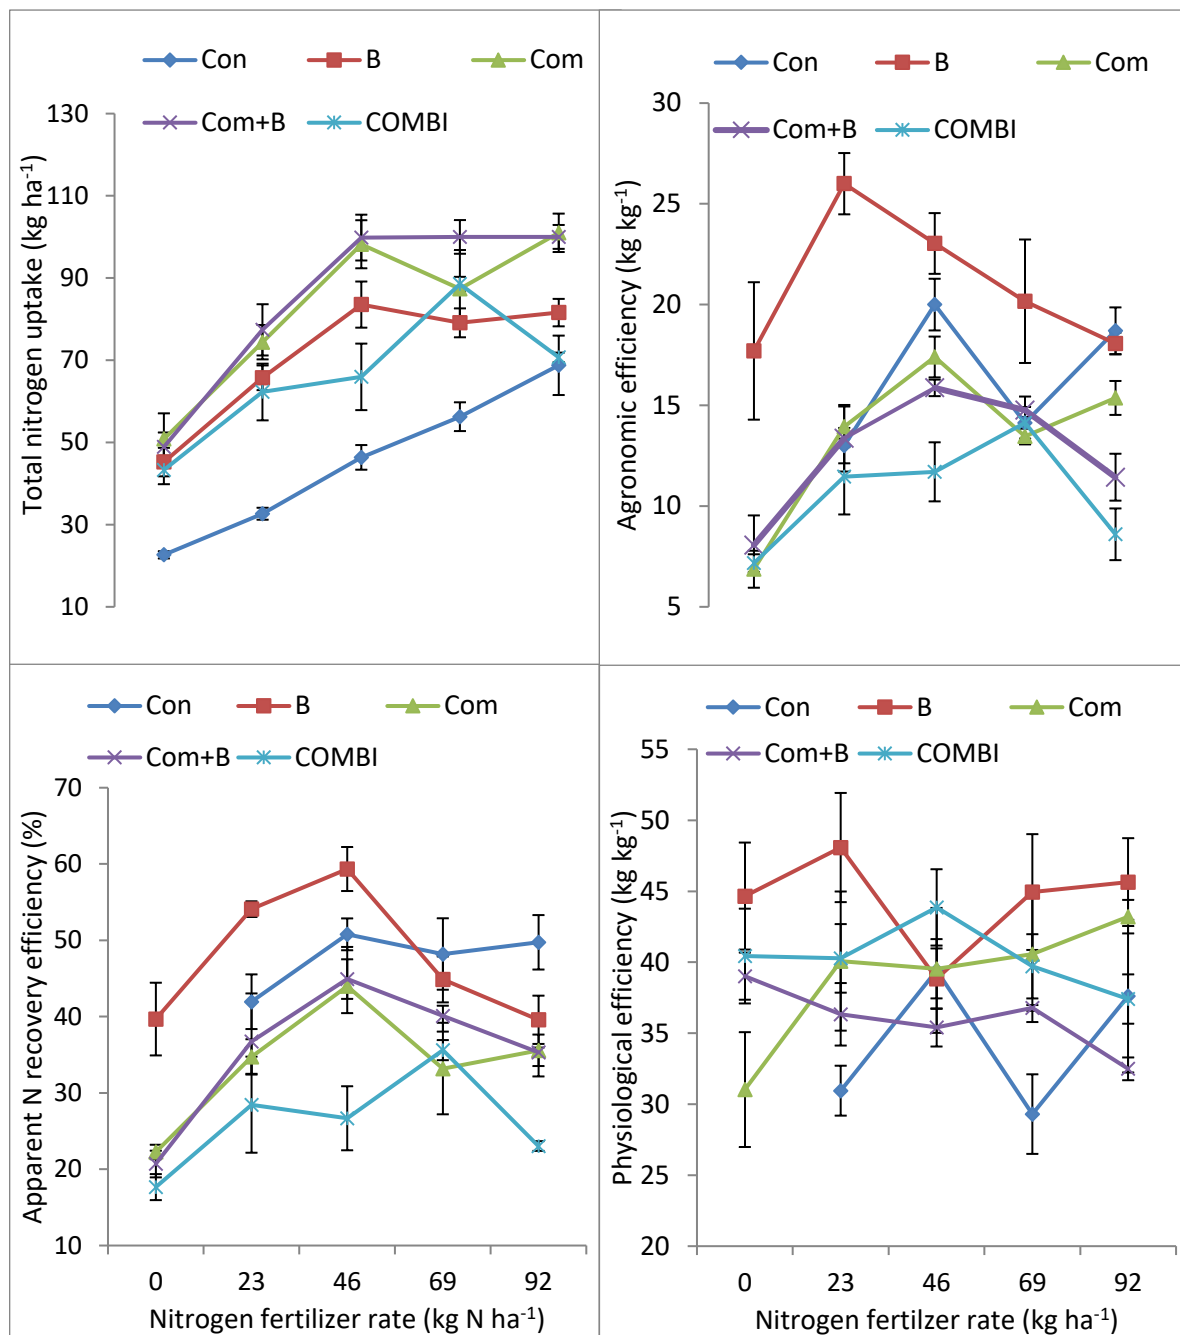 Con B Com
Com+B COMBI
Total nitrogen uptake (kg ha⁻¹)
130
110
90
70
50
30
10
Con B Com
Com+B COMBI
Agronomic efficiency (kg kg⁻¹)
30
25
20
15
10
5
Con B Com
Com+B COMBI
Apparent N recovery efficiency (%)
70
60
50
40
30
20
10
0 23 46 69 92
Nitrogen fertilizer rate (kg N ha⁻¹)
Con B Com
Com+B COMBI
Physiological efficiency (kg kg⁻¹)
55
50
45
40
35
30
25
20
0 23 46 69 92
Nitrogen fertilzer rate (kg ha⁻¹)